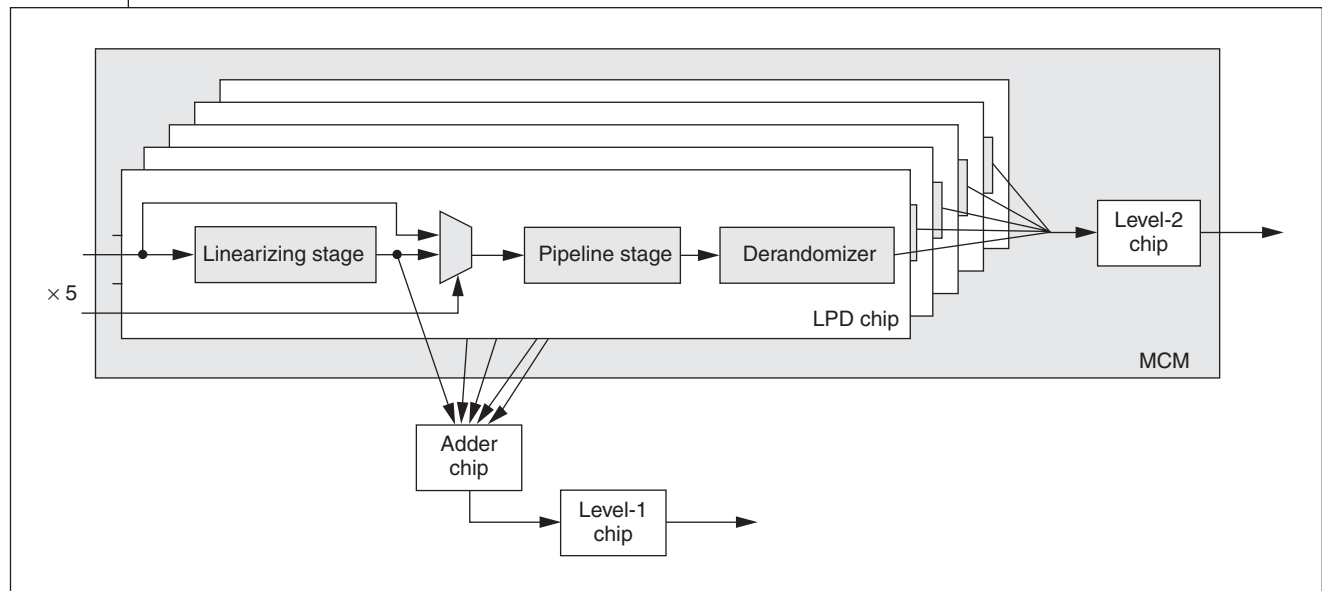 Linearizing stage
Pipeline stage
Derandomizer
Level-2
chip
× 5
LPD chip
MCM
Adder
chip
Level-1
chip